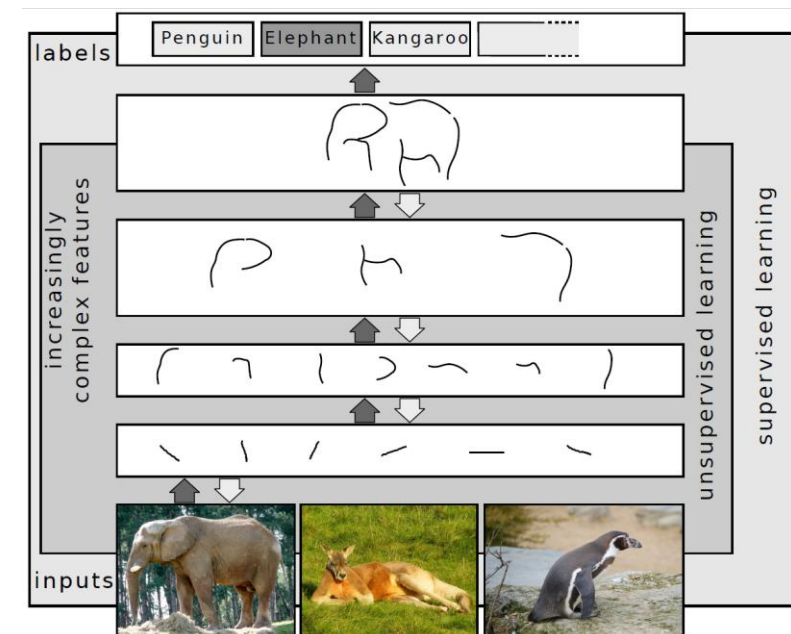 labels
Penguin
Elephant
Kangaroo
increasingly
complex features
unsupervised learning
supervised learning
inputs